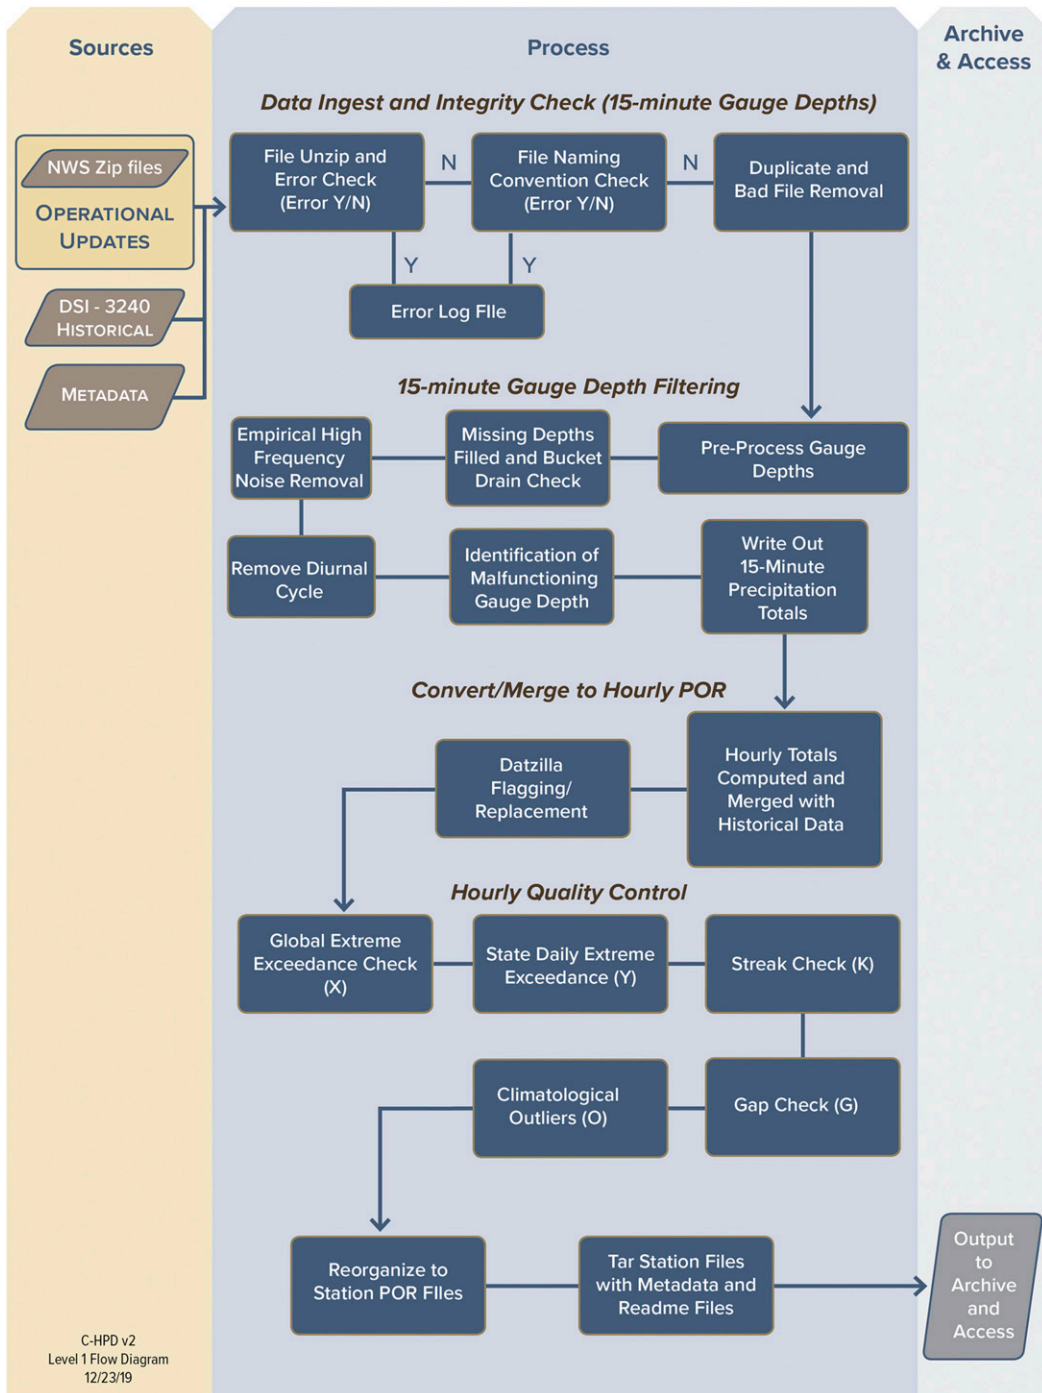 Sources
Process
Archive
& Access
Data Ingest and Integrity Check (15-minute Gauge Depths)
NWS Zip files
OPERATIONAL
UPDATES
DSI - 3240
HISTORICAL
METADATA
File Unzip and
Error Check
(Error Y/N)
N
File Naming
Convention Check
(Error Y/N)
N
Duplicate and
Bad File Removal
Y
Y
Error Log FIle
15-minute Gauge Depth Filtering
Empirical High
Frequency
Noise Removal
Missing Depths
Filled and Bucket
Drain Check
Pre-Process Gauge
Depths
Remove Diurnal
Cycle
Identification of
Malfunctioning
Gauge Depth
Write Out
15-Minute
Precipitation
Totals
Convert/Merge to Hourly POR
Datzilla
Flagging/
Replacement
Hourly Totals
Computed and
Merged with
Historical Data
Hourly Quality Control
Global Extreme
Exceedance Check
(X)
State Daily Extreme
Exceedance (Y)
Streak Check (K)
Climatological
Outliers (O)
Gap Check (G)
Reorganize to
Station POR FIles
Tar Station Files
with Metadata and
Readme Files
Output
to
Archive
and
Access
C-HPD v2
Level 1 Flow Diagram
12/23/19